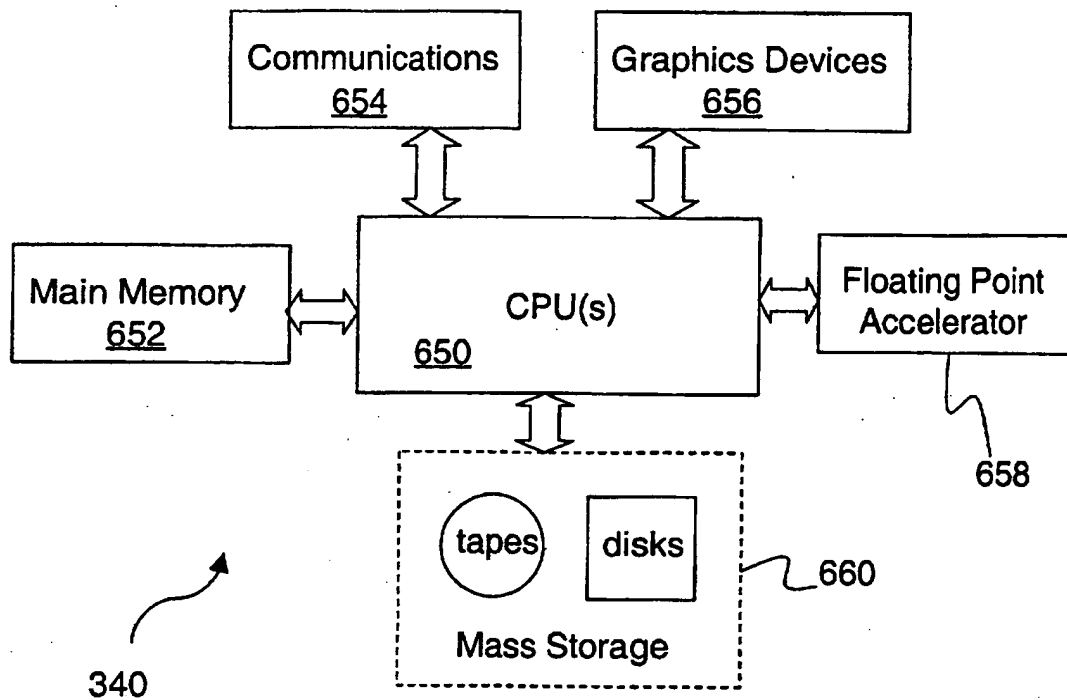 Communications
654
Graphics Devices
656
Main Memory
652
CPU(s)
650
Floating Point
Accelerator
658
tapes
disks
660
Mass Storage
340